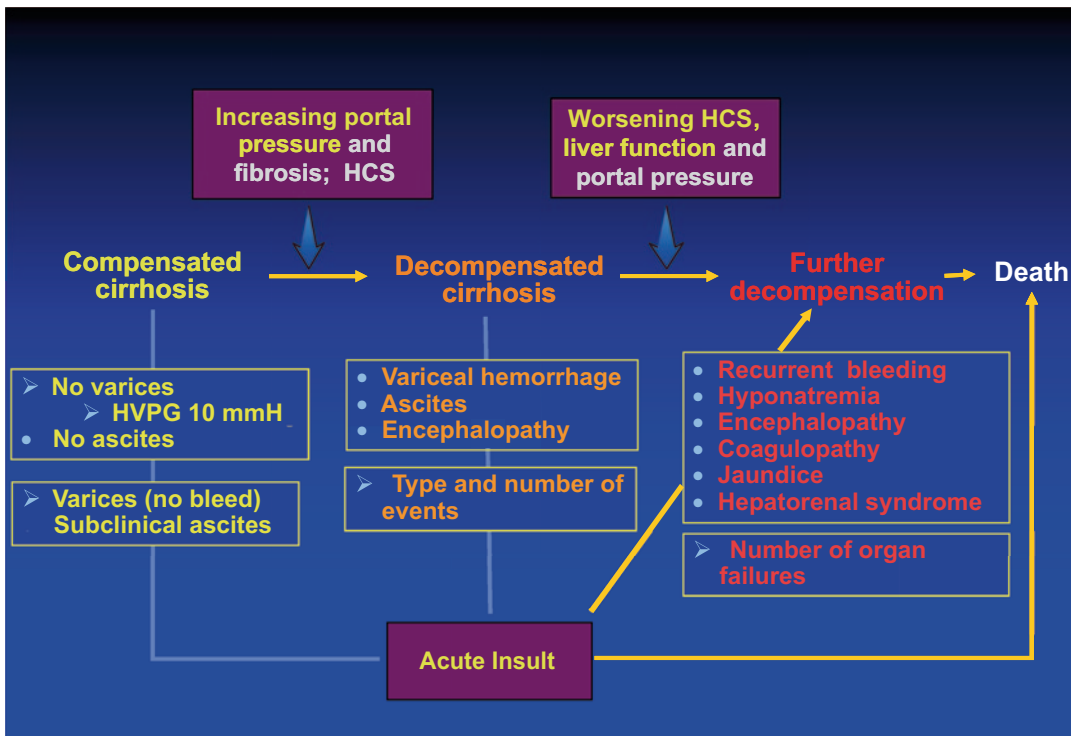 Increasing portal
pressure and
fibrosis; HCS
Worsening HCS,
liver function and
portal pressure
Compensated
cirrhosis
Decompensated
cirrhosis
Further
decompensation
Death
➢ No varices
➢ HVPG 10 mmH
• No ascites
➢ Varices (no bleed)
Subclinical ascites
• Variceal hemorrhage
• Ascites
• Encephalopathy
➢ Type and number of
events
• Recurrent bleeding
• Hyponatremia
• Encephalopathy
• Coagulopathy
• Jaundice
• Hepatorenal syndrome
➢ Number of organ
failures
Acute Insult